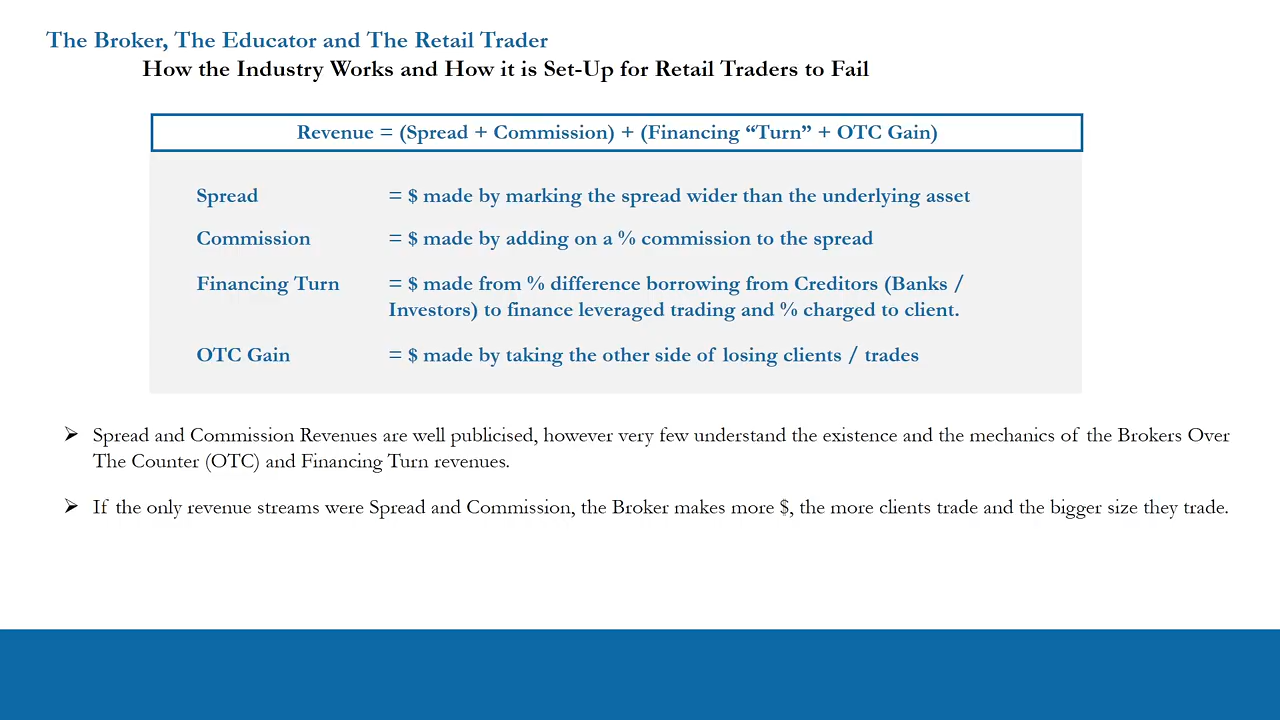 The Broker, The Educator and The Retail Trader
How the Industry Works and How it is Set-Up for Retail Traders to Fail
Revenue = (Spread + Commission) + (Financing “Turn” + OTC Gain)
Spread = $ made by marking the spread wider than the underlying asset
Commission = $ made by adding on a % commission to the spread
Financing Turn = $ made from % difference borrowing from Creditors (Banks /
Investors) to finance leveraged trading and % charged to client.
OTC Gain = $ made by taking the other side of losing clients / trades
➢ Spread and Commission Revenues are well publicised, however very few understand the existence and the mechanics of the Brokers Over
The Counter (OTC) and Financing Turn revenues.
➢ If the only revenue streams were Spread and Commission, the Broker makes more $, the more clients trade and the bigger size they trade.